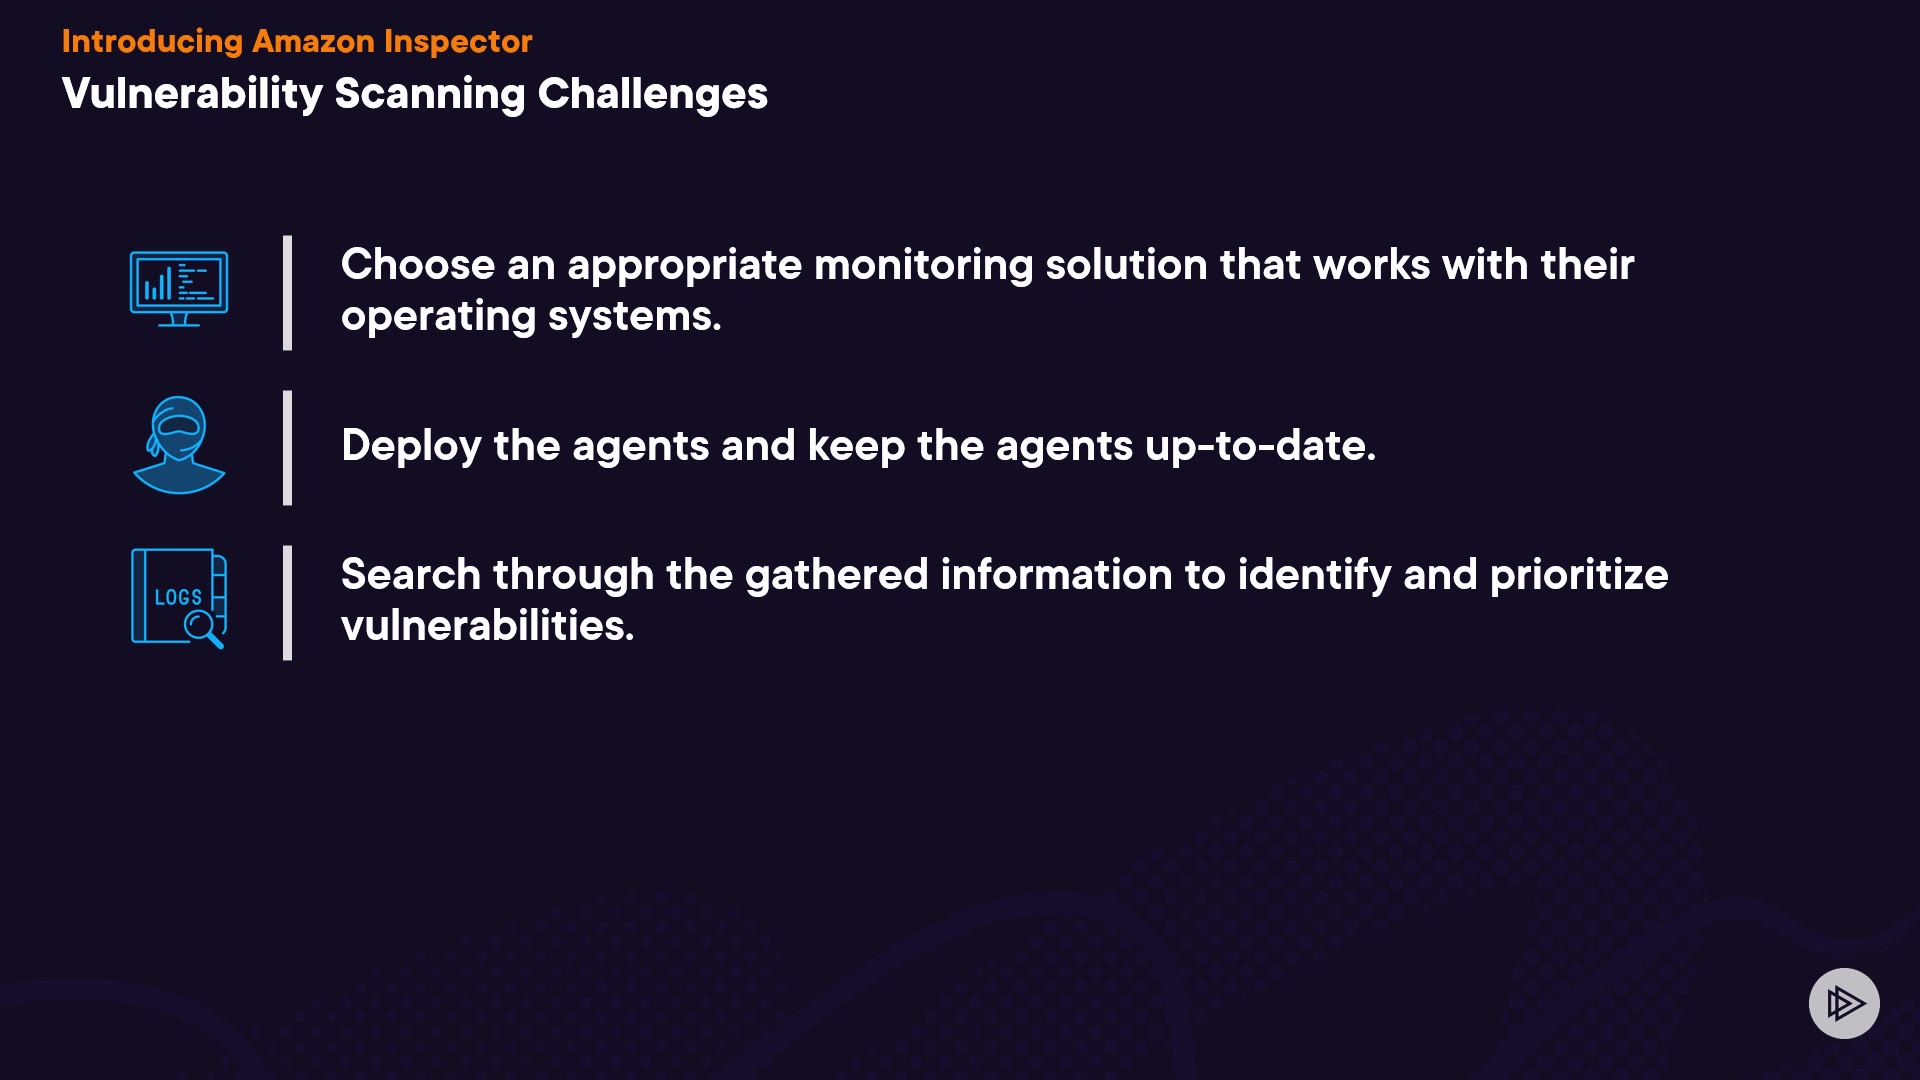 Introducing Amazon Inspector
Vulnerability Scanning Challenges
Choose an appropriate monitoring solution that works with their
operating systems.
Deploy the agents and keep the agents up-to-date.
LOGS
Search through the gathered information to identify and prioritize
vulnerabilities.